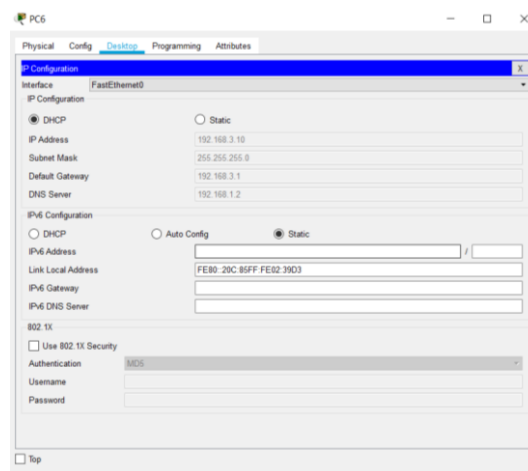 PC6
Physical Config Desktop Programming Attributes
IP Configuration X
Interface FastEthernet0
IP Configuration
DHCP Static
IP Address 192.168.3.10
Subnet Mask 255.255.255.0
Default Gateway 192.168.3.1
DNS Server 192.168.1.2
IPv6 Configuration
DHCP Auto Config Static
IPv6 Address /
Link Local Address FE80::20C:85FF:FE02:39D3
IPv6 Gateway
IPv6 DNS Server
802.1X
Use 802.1X Security
Authentication MD5
Username
Password
Top